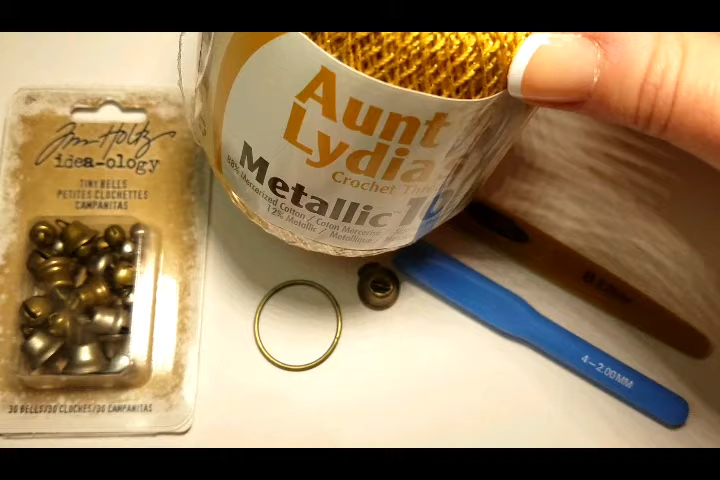 Tim Holtz
idea-ology
TINY BELLS
PETITES CLOCHETTES
CAMPANITAS
30 BELLS/30 CLOCHES/30 CAMPANITAS
Aunt
Lydia
Crochet Thre
Metallic 10
88% Mercerized Cotton / Coton Mercerisé
12% Metallic / Métallique
4-2.00MM